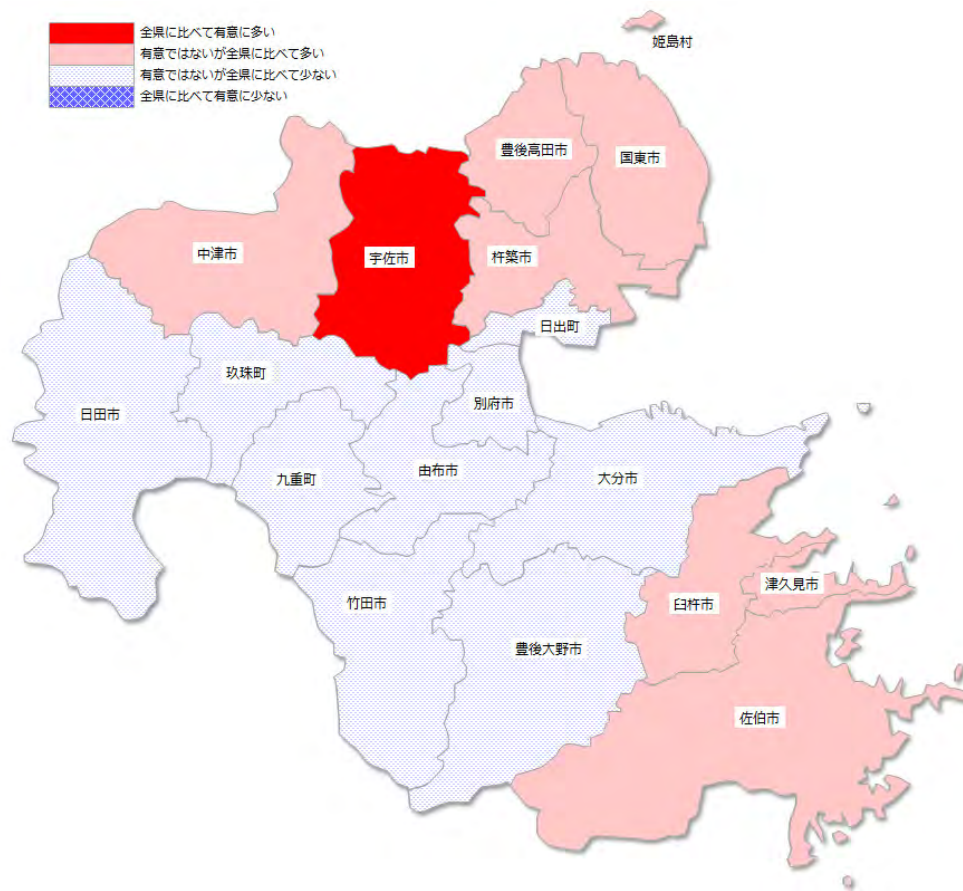 全県に比べて有意に多い
有意ではないが全県に比べて多い
有意ではないが全県に比べて少ない
全県に比べて有意に少ない
姫島村
豊後高田市
国東市
中津市
宇佐市
杵築市
日出町
玖珠町
日田市
別府市
九重町
由布市
大分市
津久見市
竹田市
臼杵市
豊後大野市
佐伯市